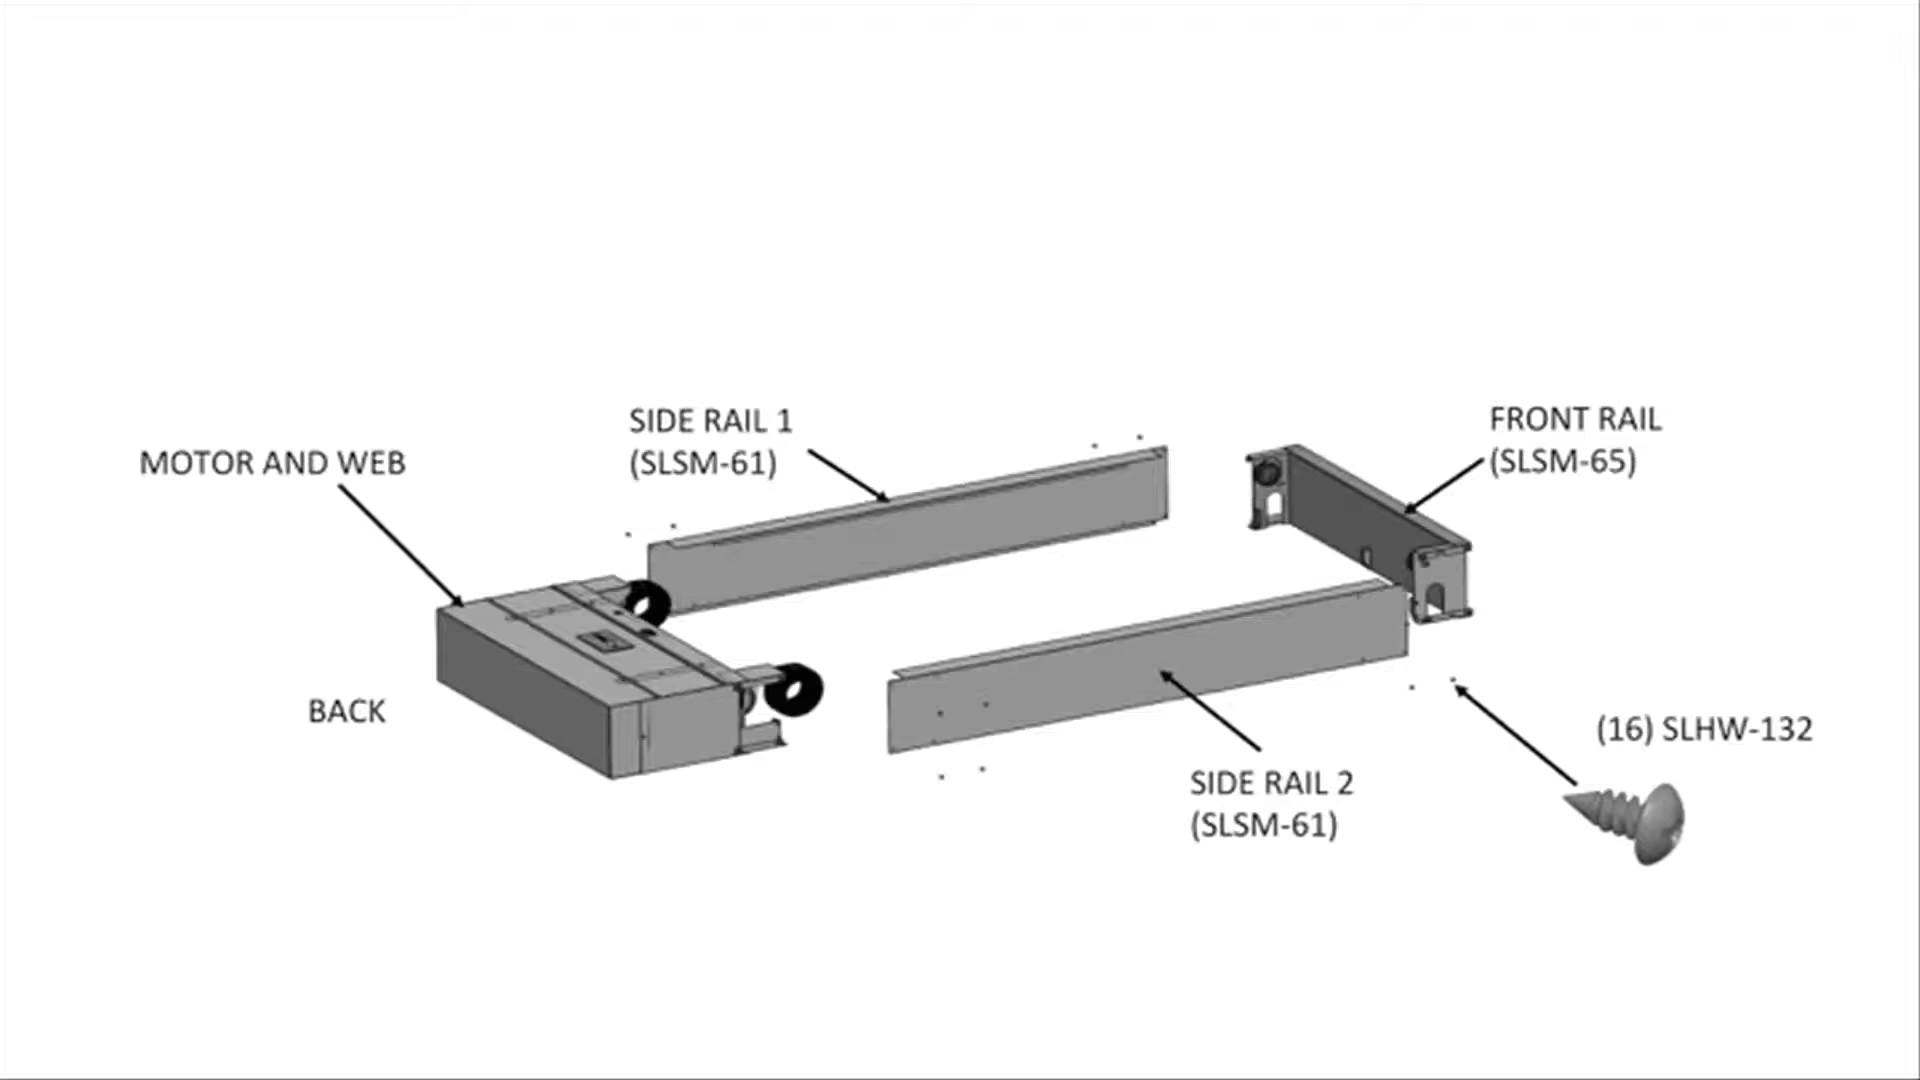 SIDE RAIL 1
(SLSM-61)
FRONT RAIL
(SLSM-65)
MOTOR AND WEB
BACK
(16) SLHW-132
SIDE RAIL 2
(SLSM-61)